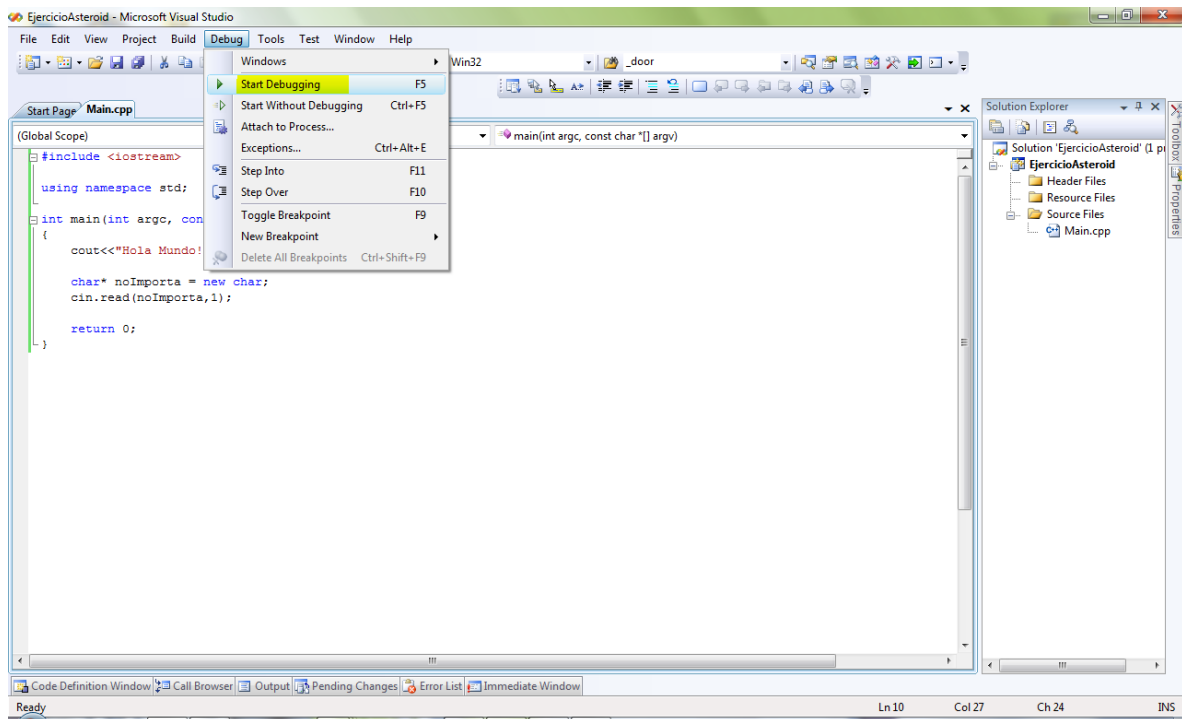 EjercicioAsteroid - Microsoft Visual Studio
File Edit View Project Build Debug Tools Test Window Help
Win32 _door
Windows
Start Debugging F5
Start Without Debugging Ctrl+F5
Attach to Process...
Exceptions... Ctrl+Alt+E
Step Into F11
Step Over F10
Toggle Breakpoint F9
New Breakpoint
Delete All Breakpoints Ctrl+Shift+F9
Start Page Main.cpp
(Global Scope) main(int argc, const char *[] argv)
#include <iostream>
using namespace std;
int main(int argc, con
{
cout<<"Hola Mundo!
char* noImporta = new char;
cin.read(noImporta,1);
return 0;
}
Solution Explorer
Solution 'EjercicioAsteroid' (1 pr
EjercicioAsteroid
Header Files
Resource Files
Source Files
Main.cpp
Toolbox
Properties
Code Definition Window Call Browser Output Pending Changes Error List Immediate Window
Ready Ln 10 Col 27 Ch 24 INS